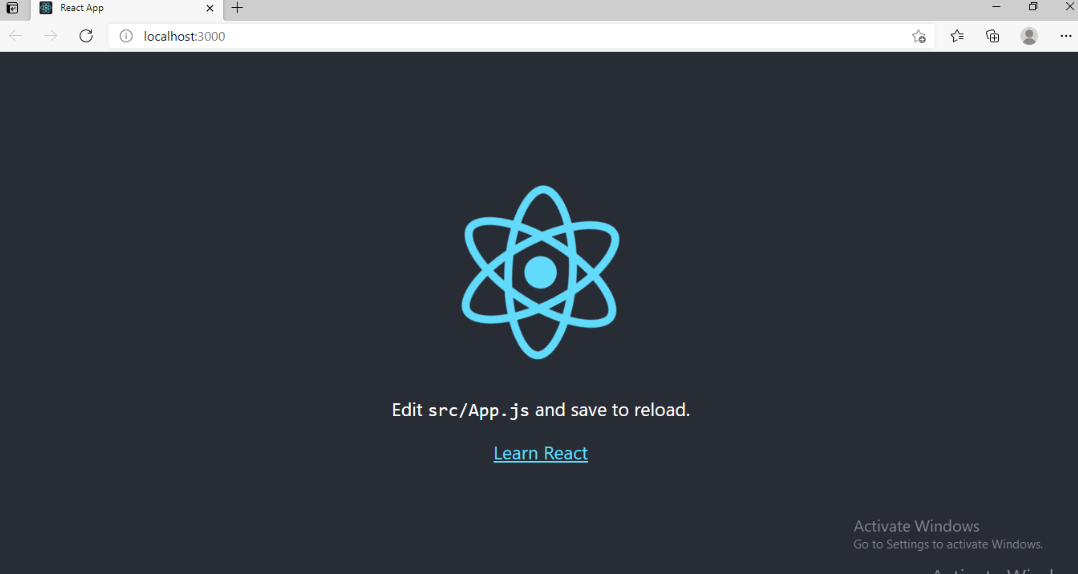 React App
localhost:3000
Edit src/App.js and save to reload.
Learn React
Activate Windows
Go to Settings to activate Windows.